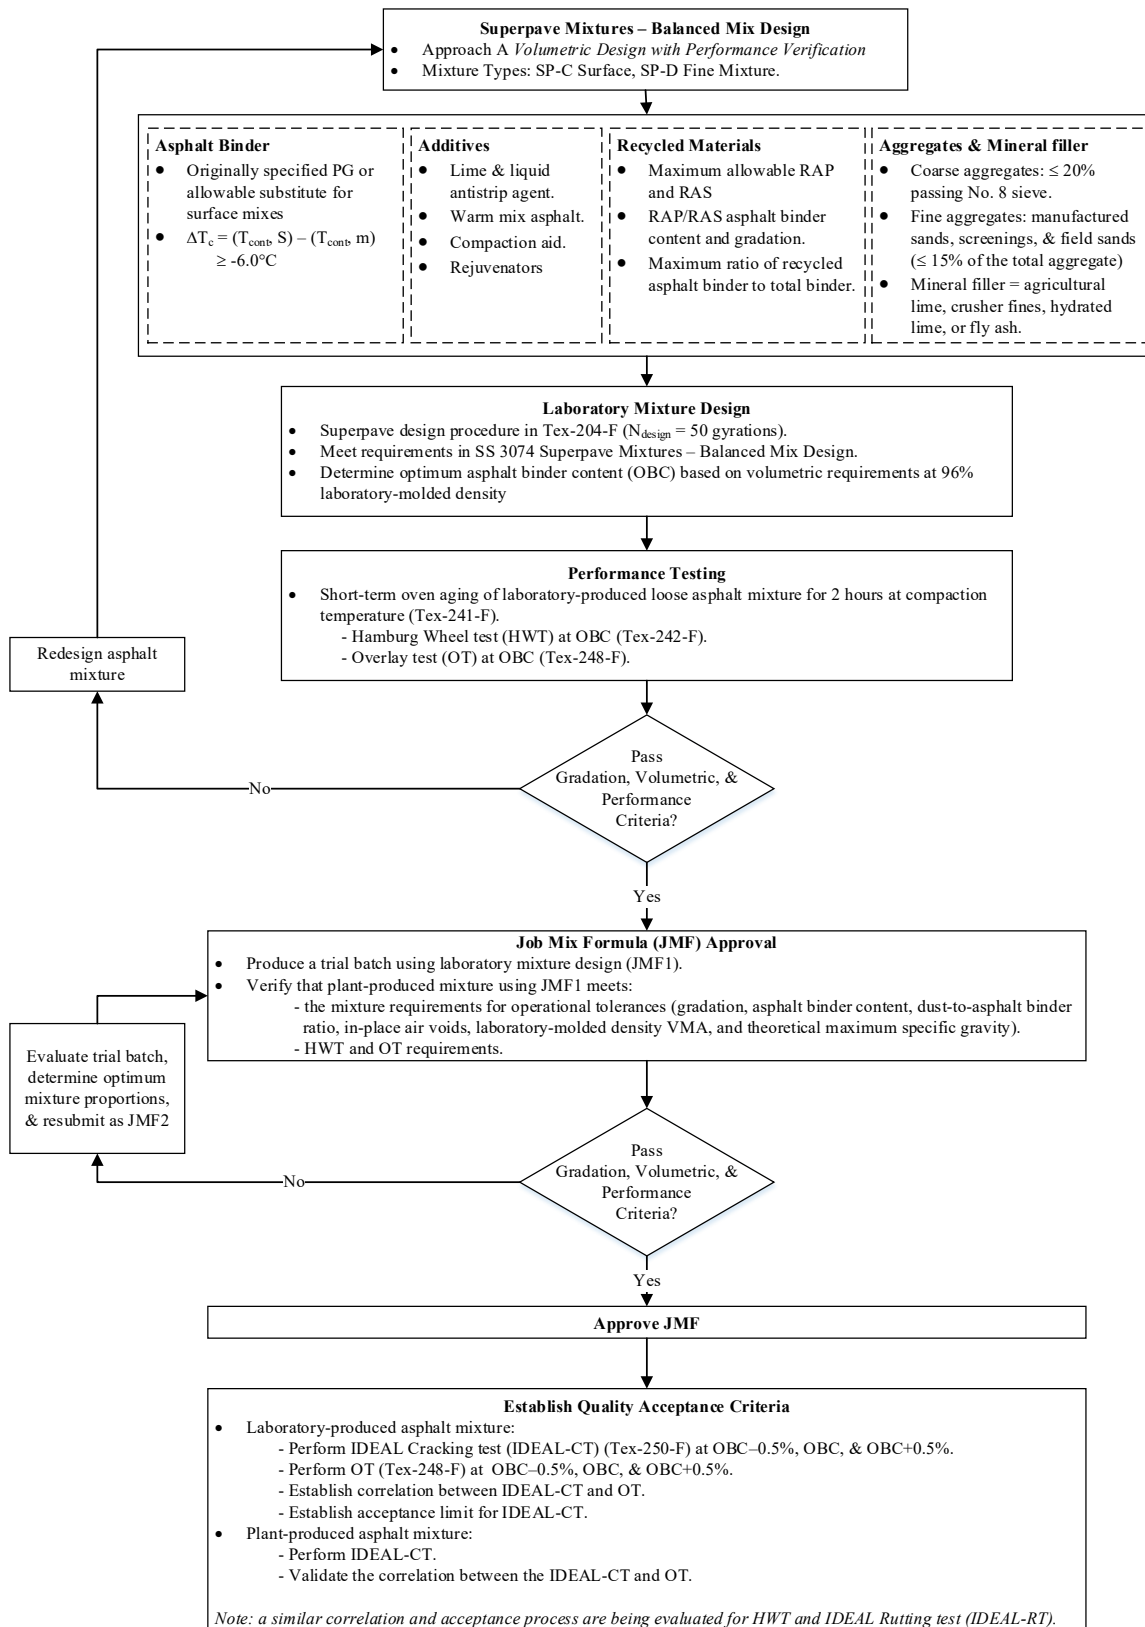 Superpave Mixtures – Balanced Mix Design
• Approach A Volumetric Design with Performance Verification
• Mixture Types: SP-C Surface, SP-D Fine Mixture.
Asphalt Binder
• Originally specified PG or
allowable substitute for
surface mixes
• ΔTc = (Tcont, S) – (Tcont, m)
≥ -6.0°C
Additives
• Lime & liquid
antistrip agent.
• Warm mix asphalt.
• Compaction aid.
• Rejuvenators
Recycled Materials
• Maximum allowable RAP
and RAS
• RAP/RAS asphalt binder
content and gradation.
• Maximum ratio of recycled
asphalt binder to total binder.
Aggregates & Mineral filler
• Coarse aggregates: ≤ 20%
passing No. 8 sieve.
• Fine aggregates: manufactured
sands, screenings, & field sands
(≤ 15% of the total aggregate)
• Mineral filler = agricultural
lime, crusher fines, hydrated
lime, or fly ash.
Laboratory Mixture Design
• Superpave design procedure in Tex-204-F (Ndesign = 50 gyrations).
• Meet requirements in SS 3074 Superpave Mixtures – Balanced Mix Design.
• Determine optimum asphalt binder content (OBC) based on volumetric requirements at 96%
laboratory-molded density
Performance Testing
• Short-term oven aging of laboratory-produced loose asphalt mixture for 2 hours at compaction
temperature (Tex-241-F).
- Hamburg Wheel test (HWT) at OBC (Tex-242-F).
- Overlay test (OT) at OBC (Tex-248-F).
Redesign asphalt
mixture
Pass
Gradation, Volumetric, &
Performance
Criteria?
No
Yes
Job Mix Formula (JMF) Approval
• Produce a trial batch using laboratory mixture design (JMF1).
• Verify that plant-produced mixture using JMF1 meets:
- the mixture requirements for operational tolerances (gradation, asphalt binder content, dust-to-asphalt binder
ratio, in-place air voids, laboratory-molded density VMA, and theoretical maximum specific gravity).
- HWT and OT requirements.
Evaluate trial batch,
determine optimum
mixture proportions,
& resubmit as JMF2
Pass
Gradation, Volumetric, &
Performance
Criteria?
No
Yes
Approve JMF
Establish Quality Acceptance Criteria
• Laboratory-produced asphalt mixture:
- Perform IDEAL Cracking test (IDEAL-CT) (Tex-250-F) at OBC–0.5%, OBC, & OBC+0.5%.
- Perform OT (Tex-248-F) at OBC–0.5%, OBC, & OBC+0.5%.
- Establish correlation between IDEAL-CT and OT.
- Establish acceptance limit for IDEAL-CT.
• Plant-produced asphalt mixture:
- Perform IDEAL-CT.
- Validate the correlation between the IDEAL-CT and OT.
Note: a similar correlation and acceptance process are being evaluated for HWT and IDEAL Rutting test (IDEAL-RT).